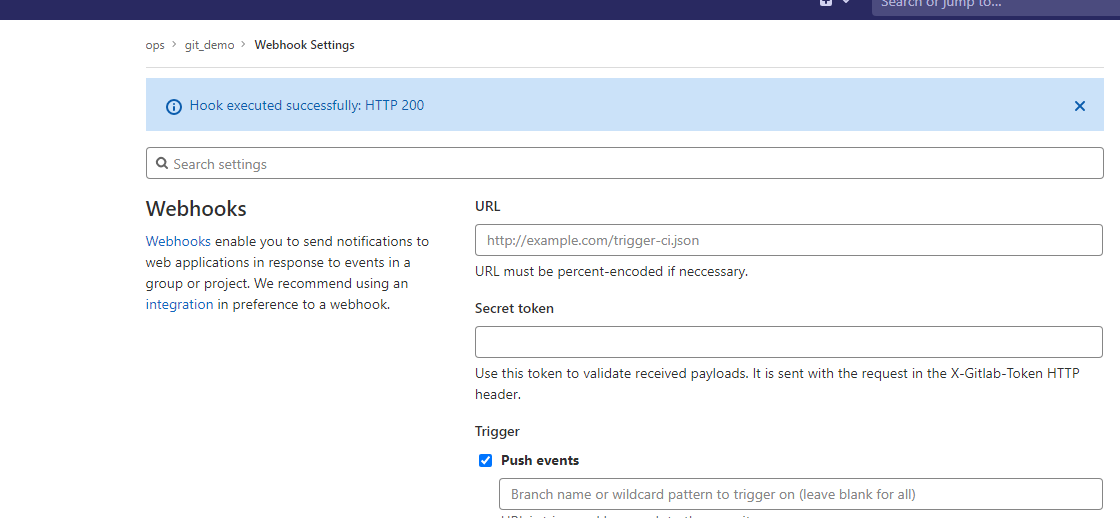 Search or jump to...
ops > git_demo > Webhook Settings
Hook executed successfully: HTTP 200
Search settings
Webhooks
Webhooks enable you to send notifications to
web applications in response to events in a
group or project. We recommend using an
integration in preference to a webhook.
URL
http://example.com/trigger-ci.json
URL must be percent-encoded if neccessary.
Secret token
Use this token to validate received payloads. It is sent with the request in the X-Gitlab-Token HTTP
header.
Trigger
Push events
Branch name or wildcard pattern to trigger on (leave blank for all)